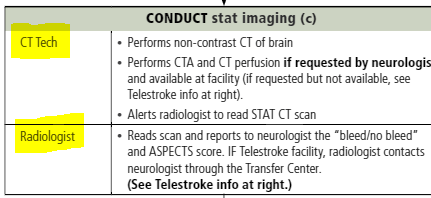 CONDUCT stat imaging (c)
CT Tech
• Performs non-contrast CT of brain
• Performs CTA and CT perfusion if requested by neurologis
and available at facility (if requested but not available, see
Telestroke info at right).
• Alerts radiologist to read STAT CT scan
Radiologist
• Reads scan and reports to neurologist the “bleed/no bleed”
and ASPECTS score. IF Telestroke facility, radiologist contacts
neurologist through the Transfer Center.
(See Telestroke info at right.)